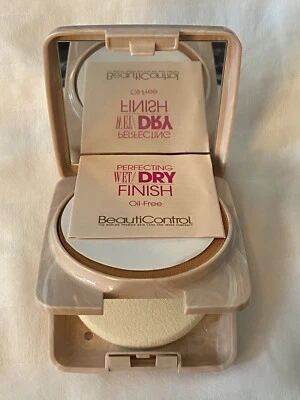 PERFECTING
WET/DRY
FINISH
Oil-Free
BeautiControl